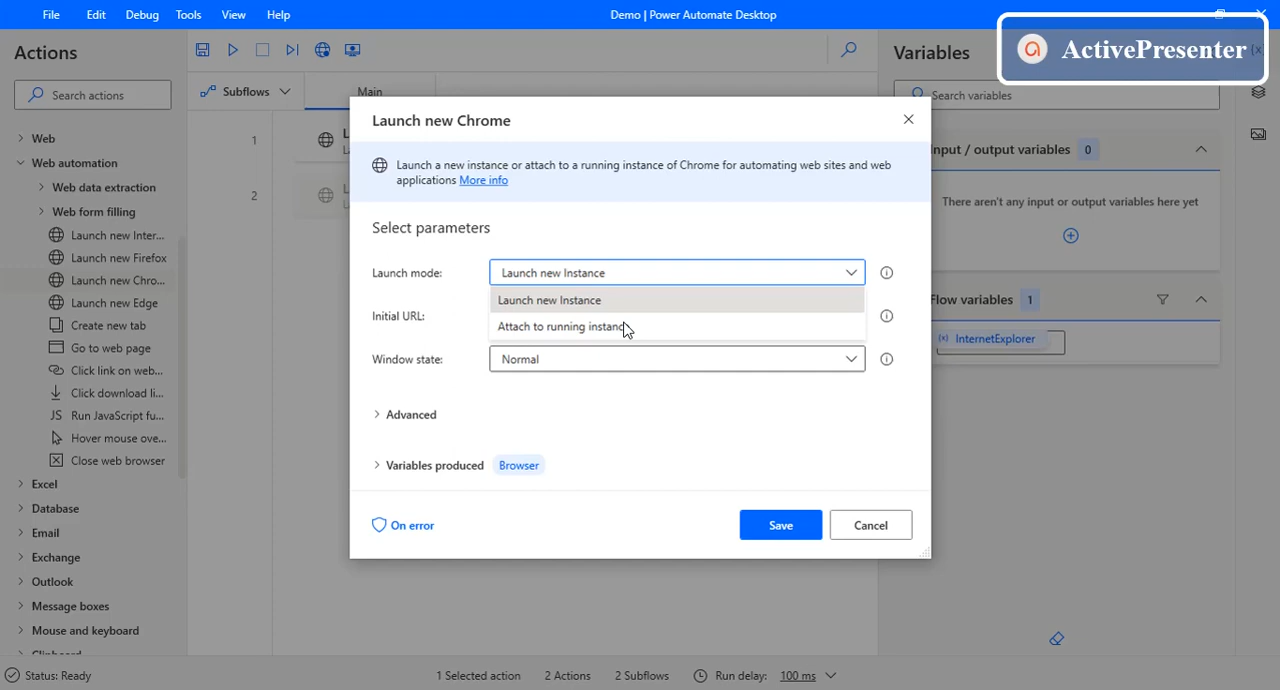 File Edit Debug Tools View Help
Demo | Power Automate Desktop
ActivePresenter
Actions
Search actions
Web
Web automation
Web data extraction
Web form filling
Launch new Inter...
Launch new Firefox
Launch new Chro...
Launch new Edge
Create new tab
Go to web page
Click link on web...
Click download li...
JS Run JavaScript fu...
Hover mouse ove...
Close web browser
Excel
Database
Email
Exchange
Outlook
Message boxes
Mouse and keyboard
Subflows
Main
1
2
Launch new Chrome
Launch a new instance or attach to a running instance of Chrome for automating web sites and web
applications More info
Select parameters
Launch mode: Launch new Instance
Launch new Instance
Initial URL:
Attach to running instanc
Window state: Normal
Advanced
Variables produced Browser
On error
Save
Cancel
Variables
Search variables
nput / output variables 0
There aren't any input or output variables here yet
Flow variables 1
(x) InternetExplorer
Status: Ready
1 Selected action
2 Actions
2 Subflows
Run delay: 100 ms